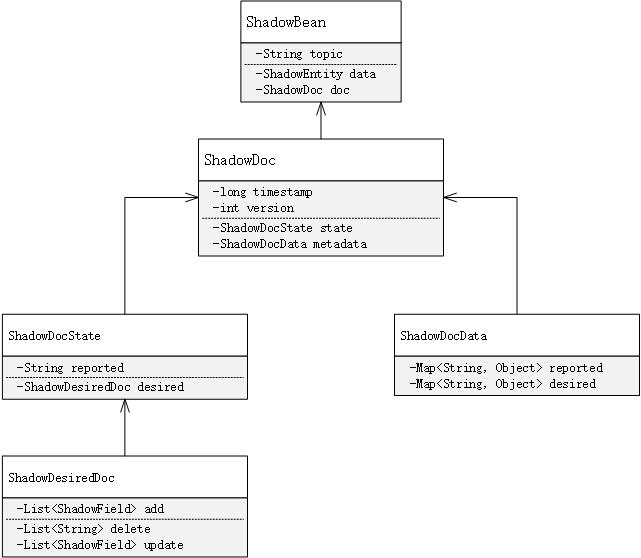 ShadowBean
-String topic
-ShadowEntity data
-ShadowDoc doc
ShadowDoc
-long timestamp
-int version
-ShadowDocState state
-ShadowDocData metadata
ShadowDocState
-String reported
-ShadowDesiredDoc desired
ShadowDocData
-Map<String, Object> reported
-Map<String, Object> desired
ShadowDesiredDoc
-List<ShadowField> add
-List<String> delete
-List<ShadowField> update